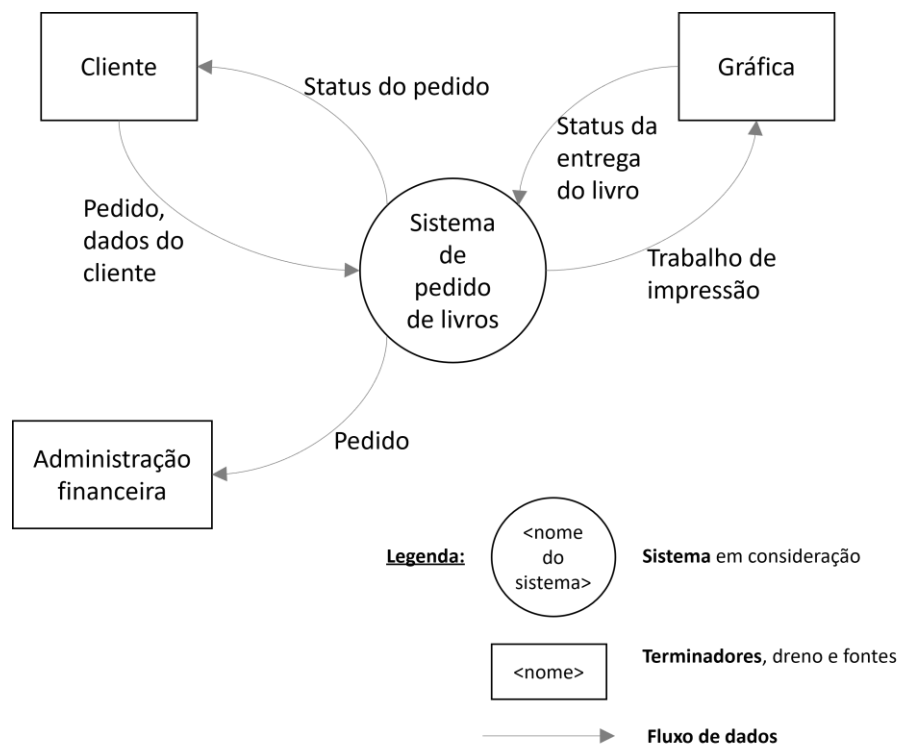 Cliente
Gráfica
Status do pedido
Status da
entrega
do livro
Pedido,
dados do
cliente
Sistema
de
pedido
de livros
Trabalho de
impressão
Pedido
Administração
financeira
Legenda:
<nome
do
sistema>
Sistema em consideração
<nome>
Terminadores, dreno e fontes
Fluxo de dados